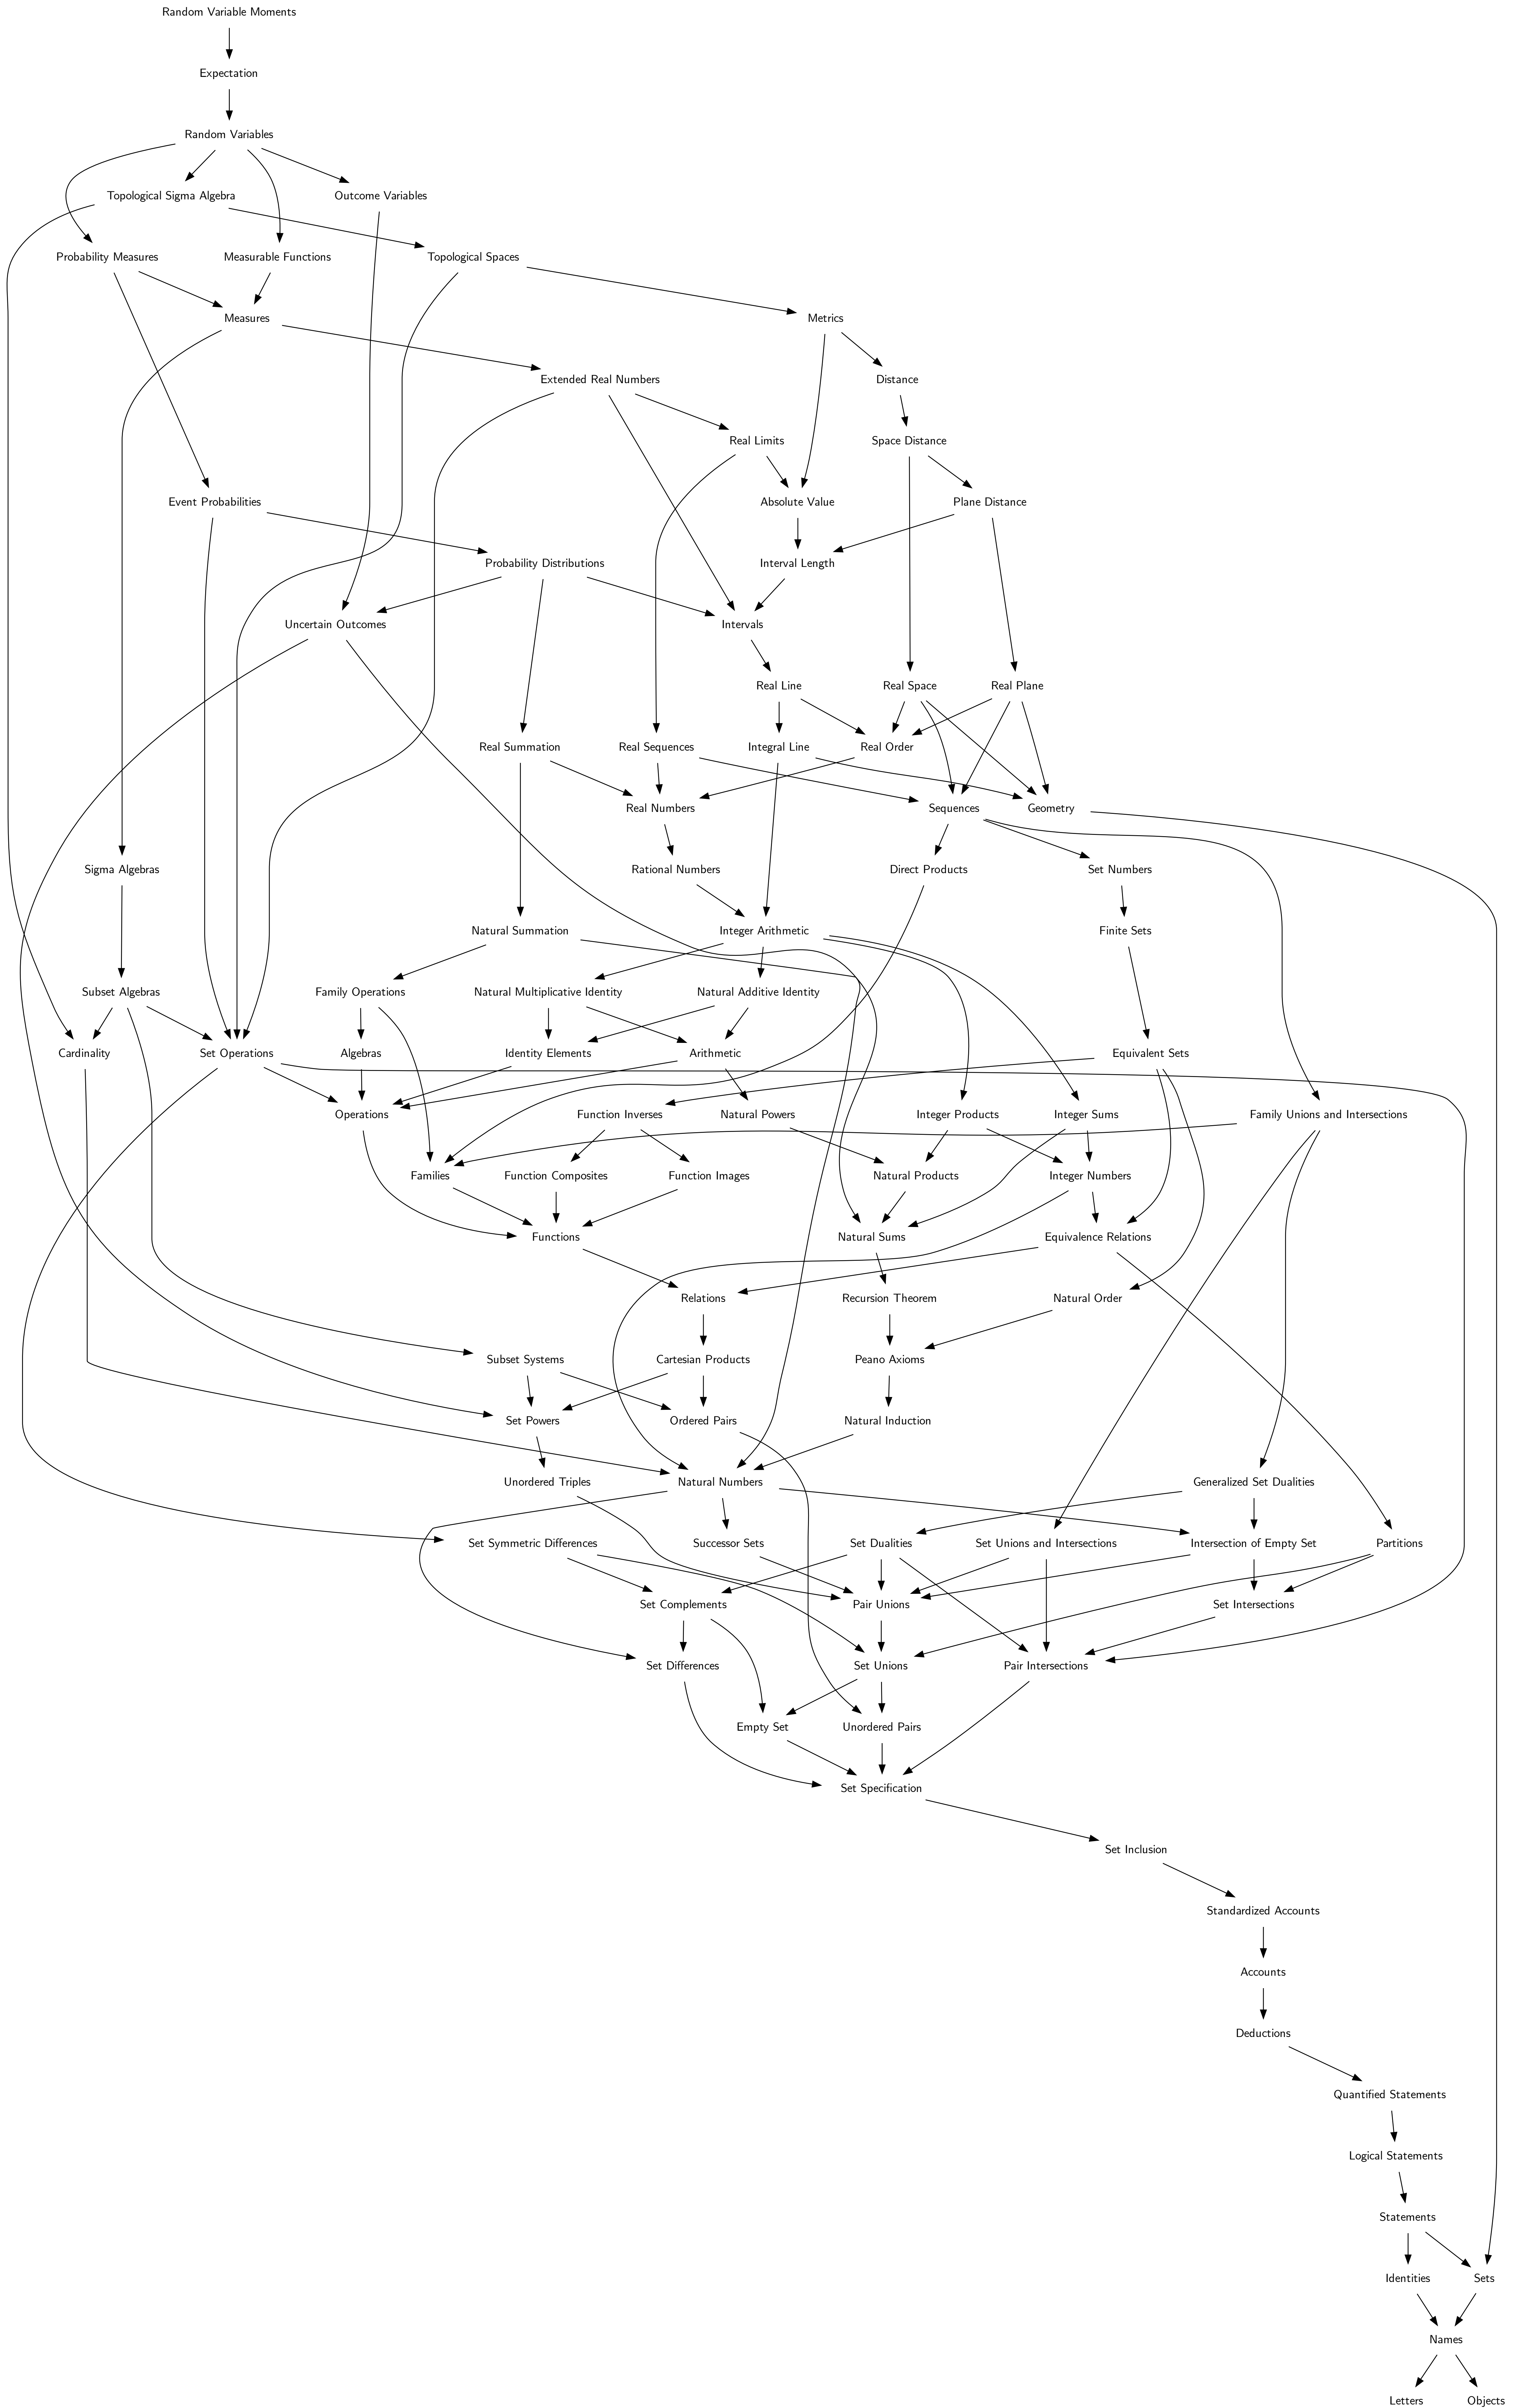 Random Variable Moments
Expectation
Random Variables
Topological Sigma Algebra
Outcome Variables
Probability Measures
Measurable Functions
Topological Spaces
Measures
Metrics
Extended Real Numbers
Distance
Real Limits
Space Distance
Event Probabilities
Absolute Value
Plane Distance
Probability Distributions
Interval Length
Uncertain Outcomes
Intervals
Real Line
Real Space
Real Plane
Real Summation
Real Sequences
Integral Line
Real Order
Real Numbers
Sequences
Geometry
Sigma Algebras
Rational Numbers
Direct Products
Set Numbers
Natural Summation
Integer Arithmetic
Finite Sets
Subset Algebras
Family Operations
Natural Multiplicative Identity
Natural Additive Identity
Cardinality
Set Operations
Algebras
Identity Elements
Arithmetic
Equivalent Sets
Operations
Function Inverses
Natural Powers
Integer Products
Integer Sums
Family Unions and Intersections
Families
Function Composites
Function Images
Natural Products
Integer Numbers
Functions
Natural Sums
Equivalence Relations
Relations
Recursion Theorem
Natural Order
Subset Systems
Cartesian Products
Peano Axioms
Set Powers
Ordered Pairs
Natural Induction
Unordered Triples
Natural Numbers
Generalized Set Dualities
Set Symmetric Differences
Successor Sets
Set Dualities
Set Unions and Intersections
Intersection of Empty Set
Partitions
Set Complements
Pair Unions
Set Intersections
Set Differences
Set Unions
Pair Intersections
Empty Set
Unordered Pairs
Set Specification
Set Inclusion
Standardized Accounts
Accounts
Deductions
Quantified Statements
Logical Statements
Statements
Identities
Sets
Names
Letters
Objects